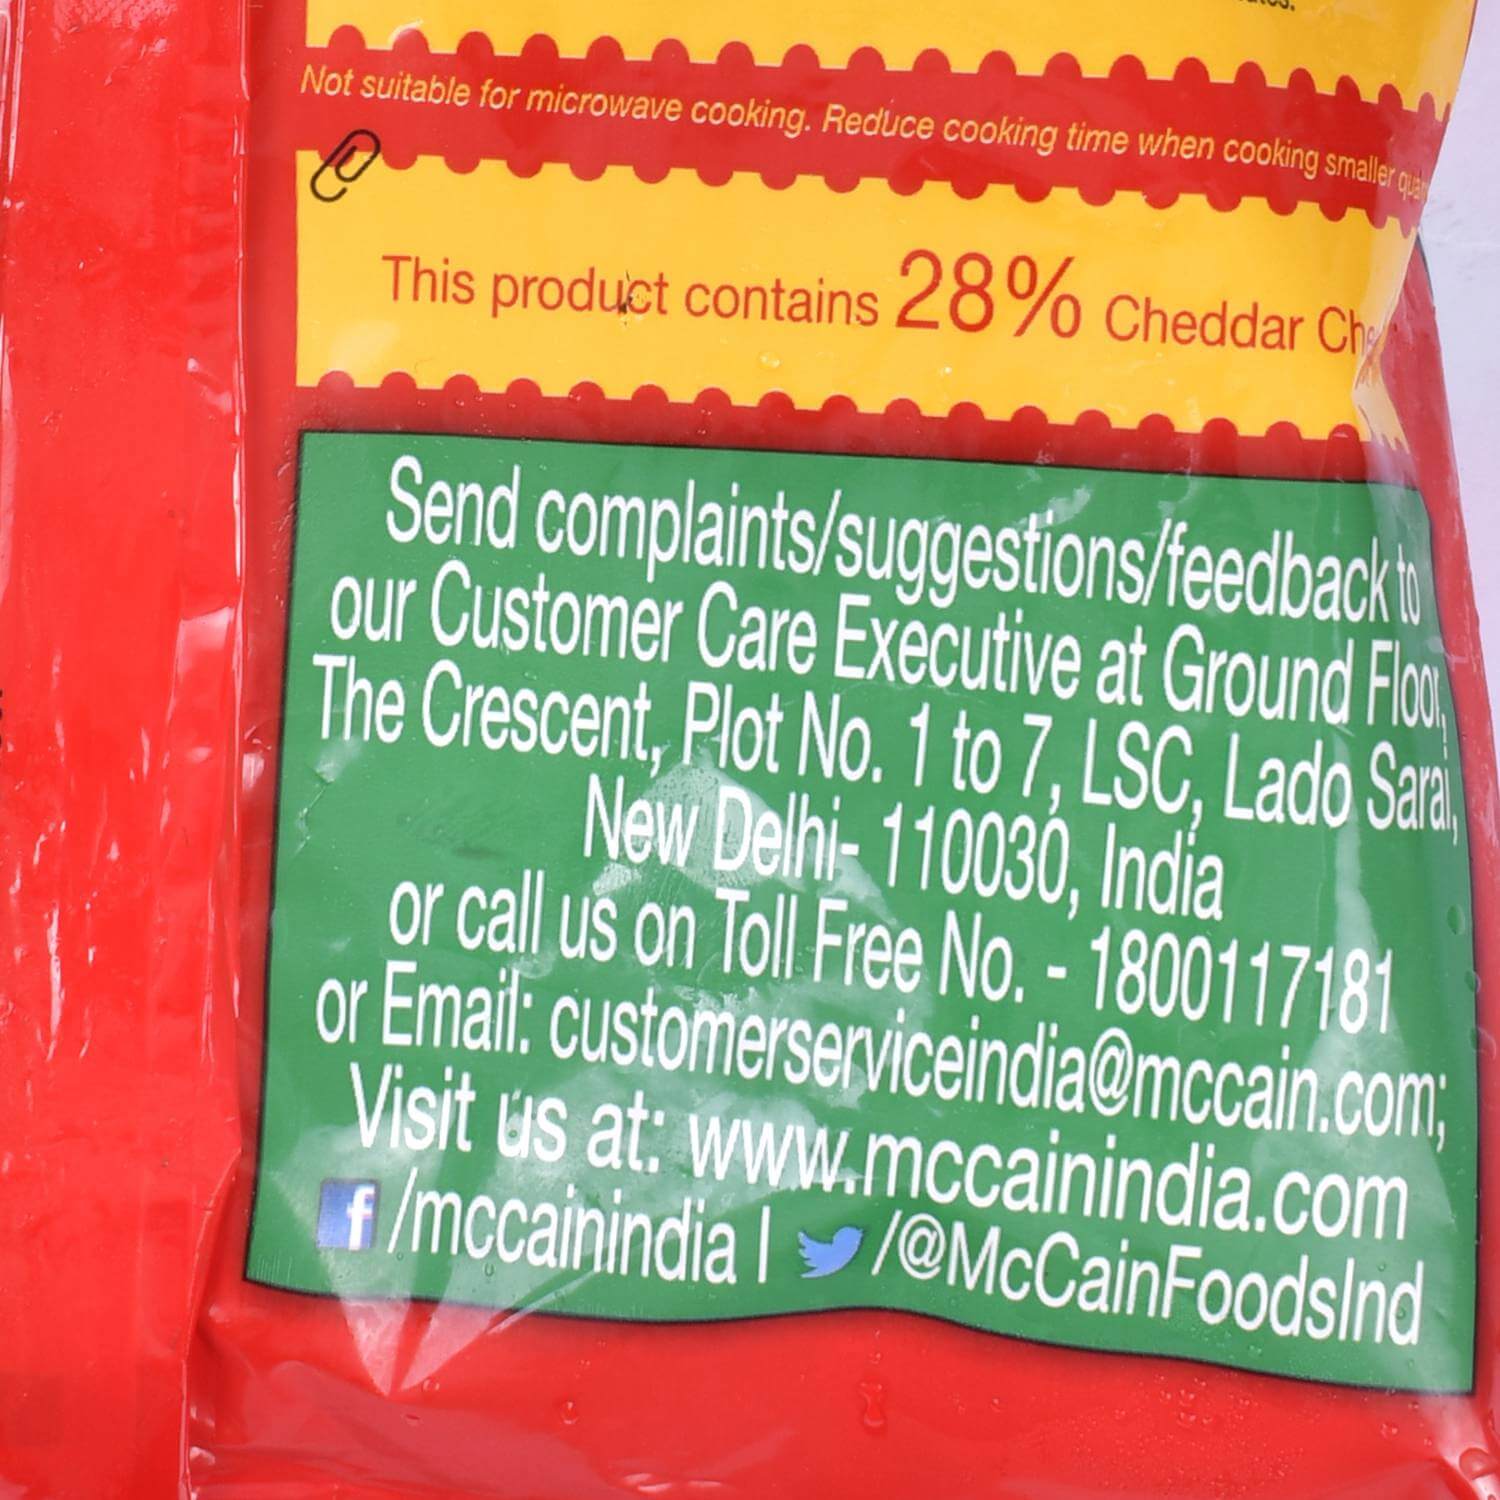 Not suitable for microwave cooking. Reduce cooking time when cooking smaller
This product contains 28% Cheddar
Send complaints/suggestions/feedback to
our Customer Care Executive at Ground Floor,
The Crescent, Plot No. 1 to 7, LSC, Lado Sarai,
New Delhi- 110030, India
or call us on Toll Free No. - 1800117181
or Email: customerserviceindia@mccain.com;
Visit us at: www.mccainindia.com
f /mccainindia | /@McCainFoodsInd